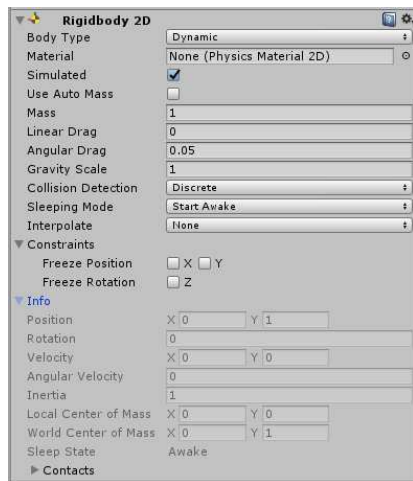 Rigidbody 2D
Body Type Dynamic
Material None (Physics Material 2D)
Simulated
Use Auto Mass
Mass 1
Linear Drag 0
Angular Drag 0.05
Gravity Scale 1
Collision Detection Discrete
Sleeping Mode Start Awake
Interpolate None
Constraints
Freeze Position X Y
Freeze Rotation Z
Info
Position X 0 Y 1
Rotation 0
Velocity X 0 Y 0
Angular Velocity 0
Inertia 1
Local Center of Mass X 0 Y 0
World Center of Mass X 0 Y 1
Sleep State Awake
Contacts